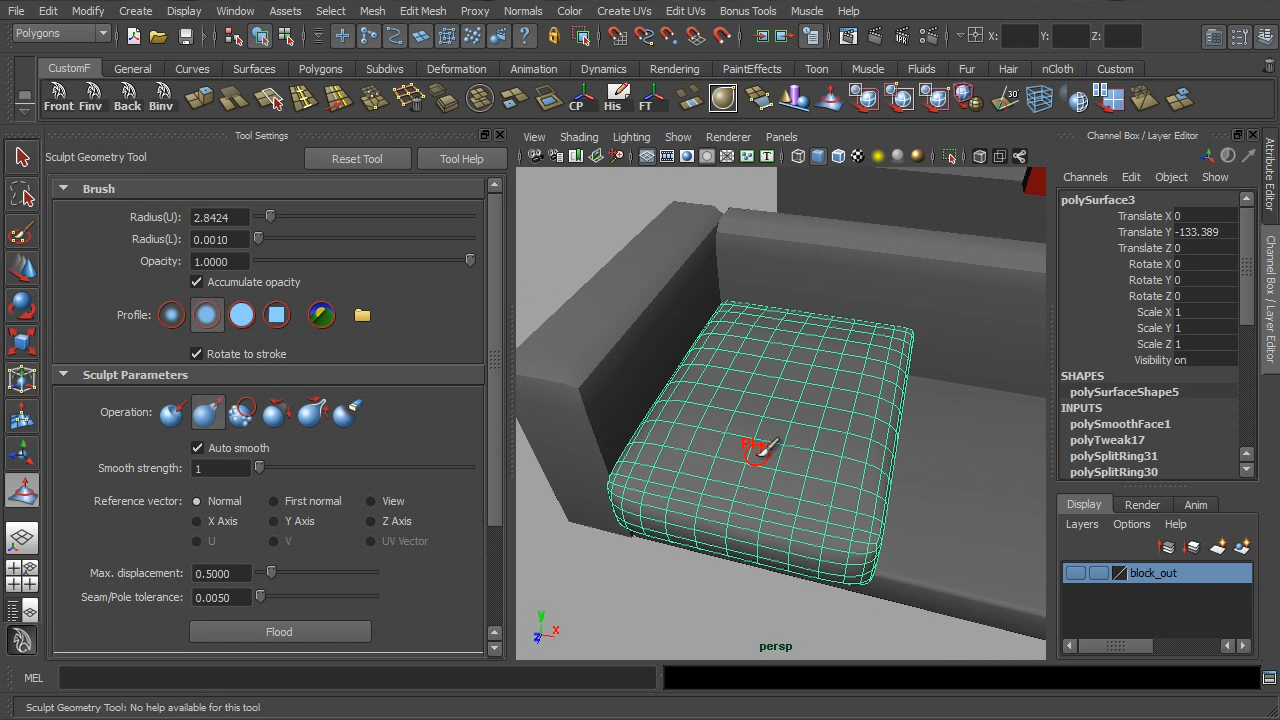 File Edit Modify Create Display Window Assets Select Mesh Edit Mesh Proxy Normals Color Create UVs Edit UVs Bonus Tools Muscle Help
Polygons
X: Y: Z:
CustomF General Curves Surfaces Polygons Subdivs Deformation Animation Dynamics Rendering PaintEffects Toon Muscle Fluids Fur Hair nCloth Custom
Front Finv Back Binv CP His FT 30
Tool Settings
Sculpt Geometry Tool Reset Tool Tool Help
Brush
Radius(U): 2.8424
Radius(L): 0.0010
Opacity: 1.0000
Accumulate opacity
Profile:
Rotate to stroke
Sculpt Parameters
Operation:
Auto smooth
Smooth strength: 1
Reference vector: Normal First normal View
X Axis Y Axis Z Axis
U V UV Vector
Max. displacement: 0.5000
Seam/Pole tolerance: 0.0050
Flood
View Shading Lighting Show Renderer Panels
y
x
z
persp
Channel Box / Layer Editor
Channels Edit Object Show
polySurface3
Translate X 0
Translate Y -133.389
Translate Z 0
Rotate X 0
Rotate Y 0
Rotate Z 0
Scale X 1
Scale Y 1
Scale Z 1
Visibility on
SHAPES
polySurfaceShape5
INPUTS
polySmoothFace1
polyTweak17
polySplitRing31
polySplitRing30
Display Render Anim
Layers Options Help
block_out
Attribute Editor
Channel Box / Layer Editor
MEL
Sculpt Geometry Tool: No help available for this tool